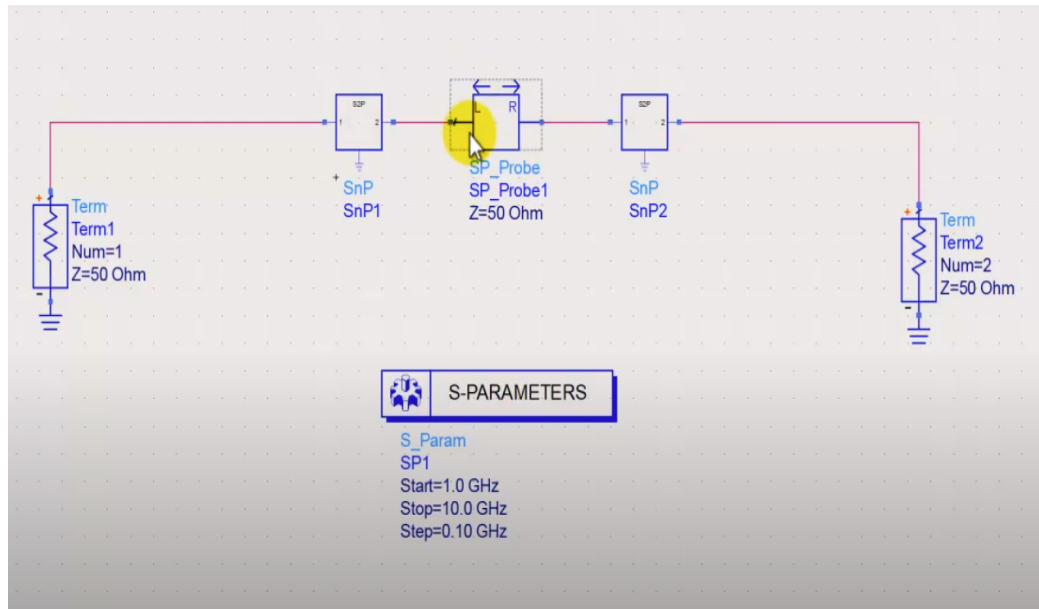 S2P
1
2
SnP
SnP1
L
R
SP_Probe
SP_Probe1
Z=50 Ohm
S2P
1
2
SnP
SnP2
+
Term
Term1
Num=1
Z=50 Ohm
-
+
Term
Term2
Num=2
Z=50 Ohm
-
S-PARAMETERS
S_Param
SP1
Start=1.0 GHz
Stop=10.0 GHz
Step=0.10 GHz